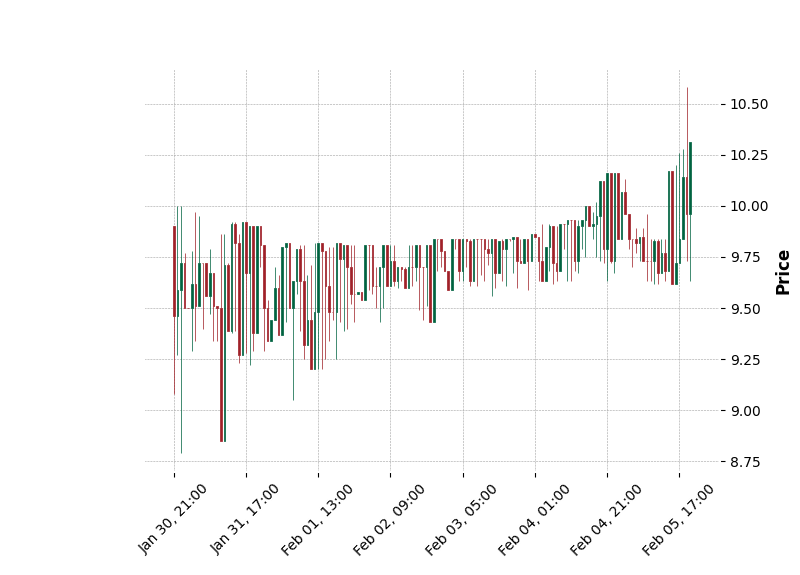 10.50
10.25
10.00
9.75
9.50
9.25
9.00
8.75
Price
Jan 30, 21:00
Jan 31, 17:00
Feb 01, 13:00
Feb 02, 09:00
Feb 03, 05:00
Feb 04, 01:00
Feb 04, 21:00
Feb 05, 17:00